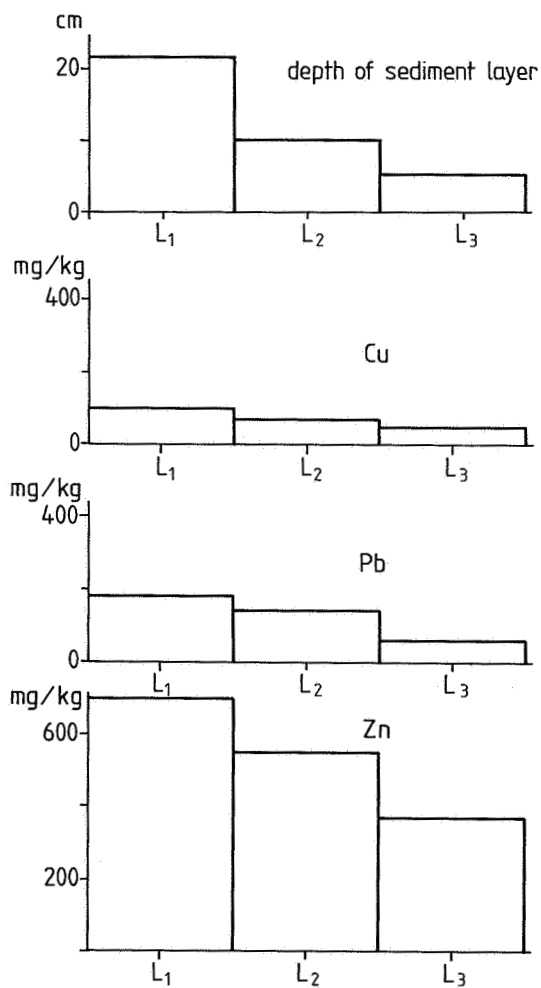 cm
20
depth of sediment layer
0
L₁ L₂ L₃
mg/kg
400
Cu
0
L₁ L₂ L₃
mg/kg
400
Pb
0
L₁ L₂ L₃
mg/kg
600
Zn
200
L₁ L₂ L₃